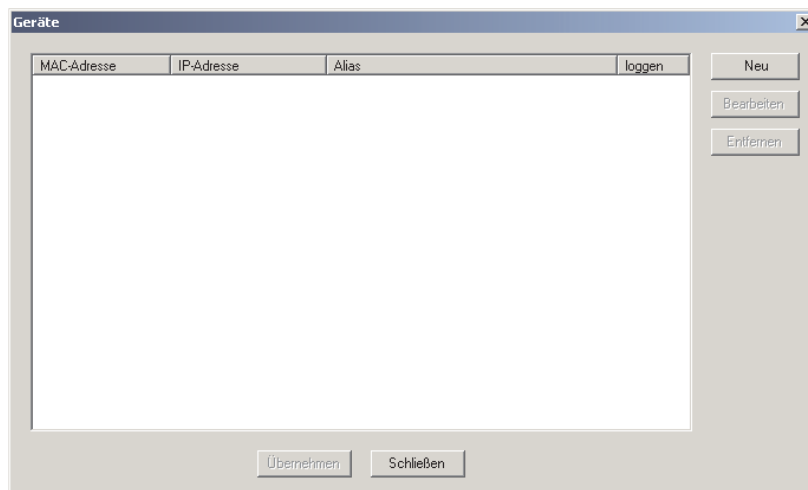 Geräte
MAC-Adresse IP-Adresse Alias loggen
Neu
Bearbeiten
Entfernen
Übernehmen Schließen